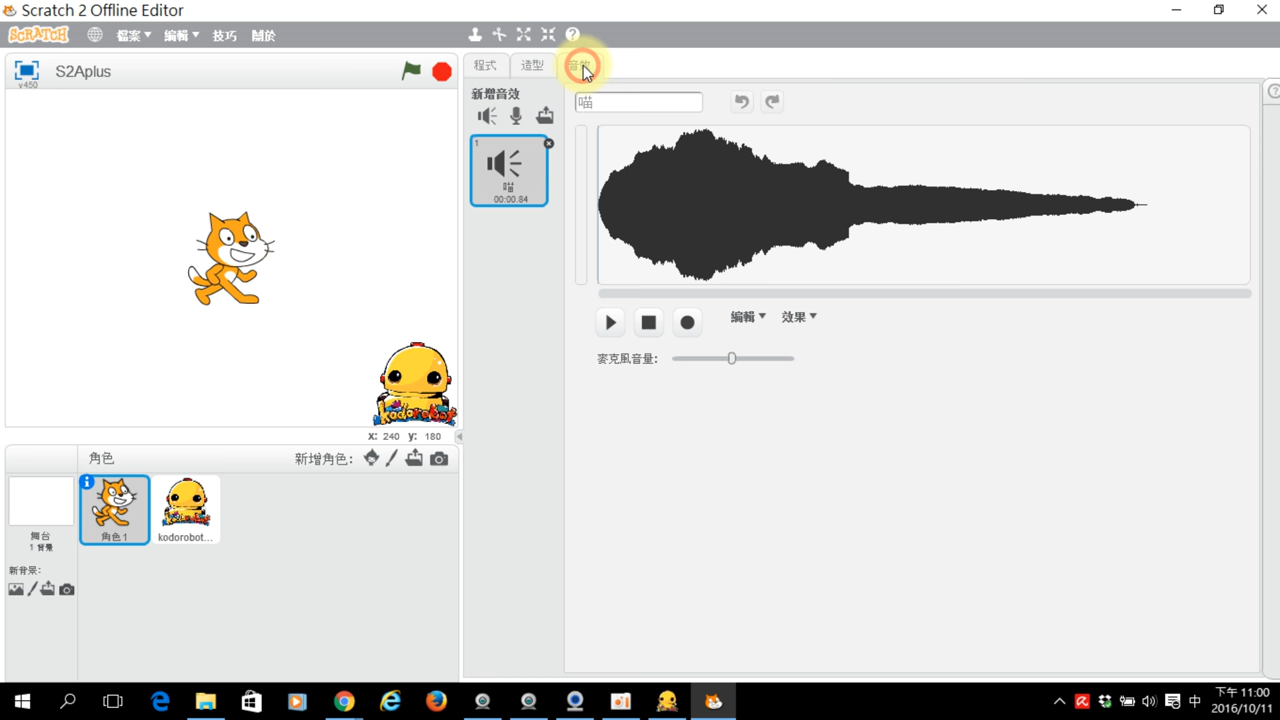 Scratch 2 Offline Editor
SCRATCH
檔案 編輯 技巧 關於
v450
S2Aplus
程式 造型 音效
新增音效
喵
1
喵
00:00.84
編輯 效果
麥克風音量:
kodorobot
x: 240 y: 180
角色
新增角色:
舞台
1 背景
角色1
kodorobot...
新背景:
中
下午 11:00
2016/10/11